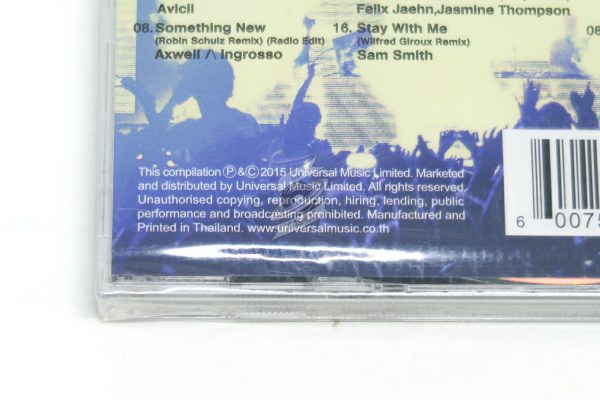 Avicii
08. Something New
(Robin Schulz Remix) (Radio Edit)
Axwell /\ Ingrosso
Felix Jaehn,Jasmine Thompson
16. Stay With Me
(Wilfred Giroux Remix)
Sam Smith
08
This compilation Ⓟ&Ⓒ 2015 Universal Music Limited. Marketed
and distributed by Universal Music Limited. All rights reserved.
Unauthorised copying, reproduction, hiring, lending, public
performance and broadcasting prohibited. Manufactured and
Printed in Thailand. www.universalmusic.co.th
6 0075